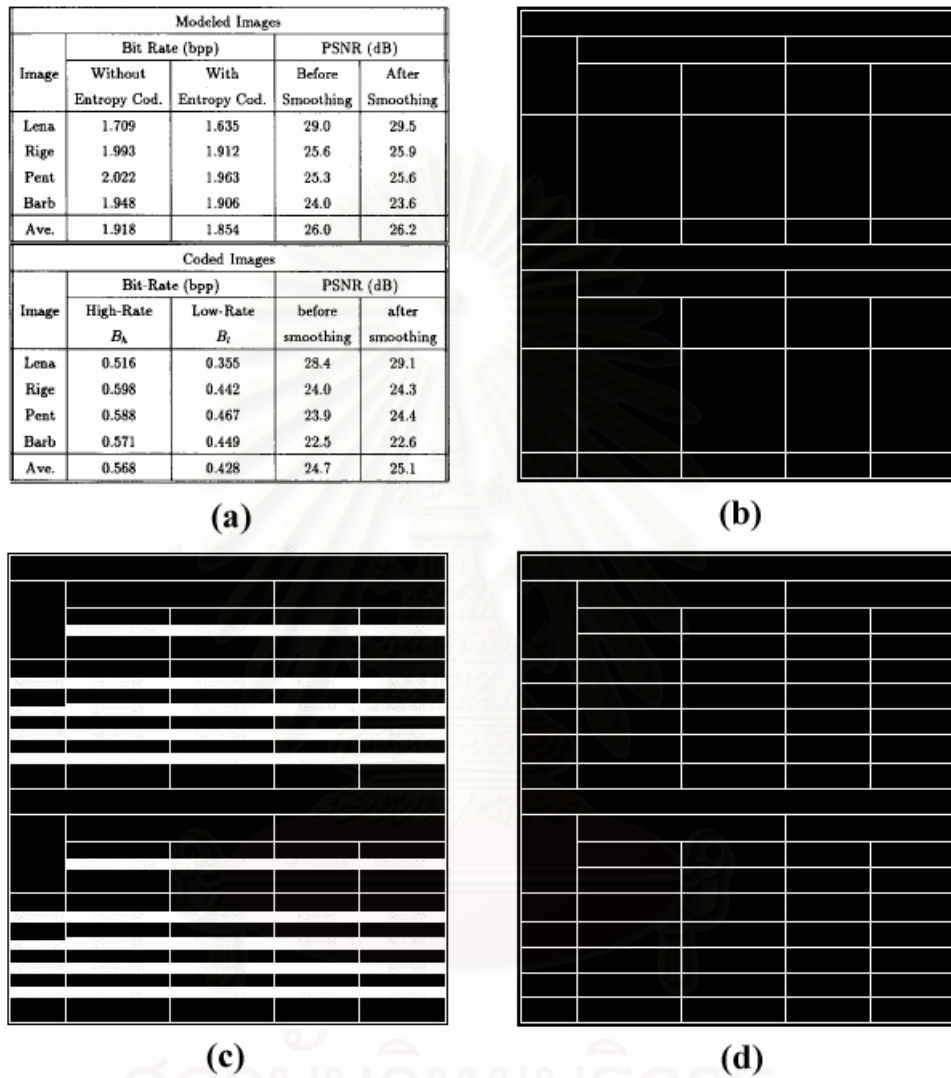 Modeled Images
Bit Rate (bpp) PSNR (dB)
Image Without With Before After
Entropy Cod. Entropy Cod. Smoothing Smoothing
Lena 1.709 1.635 29.0 29.5
Rige 1.993 1.912 25.6 25.9
Pent 2.022 1.963 25.3 25.6
Barb 1.948 1.906 24.0 23.6
Ave. 1.918 1.854 26.0 26.2
Coded Images
Bit-Rate (bpp) PSNR (dB)
Image High-Rate Low-Rate before after
Bₕ Bₗ smoothing smoothing
Lena 0.516 0.355 28.4 29.1
Rige 0.598 0.442 24.0 24.3
Pent 0.588 0.467 23.9 24.4
Barb 0.571 0.449 22.5 22.6
Ave. 0.568 0.428 24.7 25.1
(a) (b)
(c) (d)